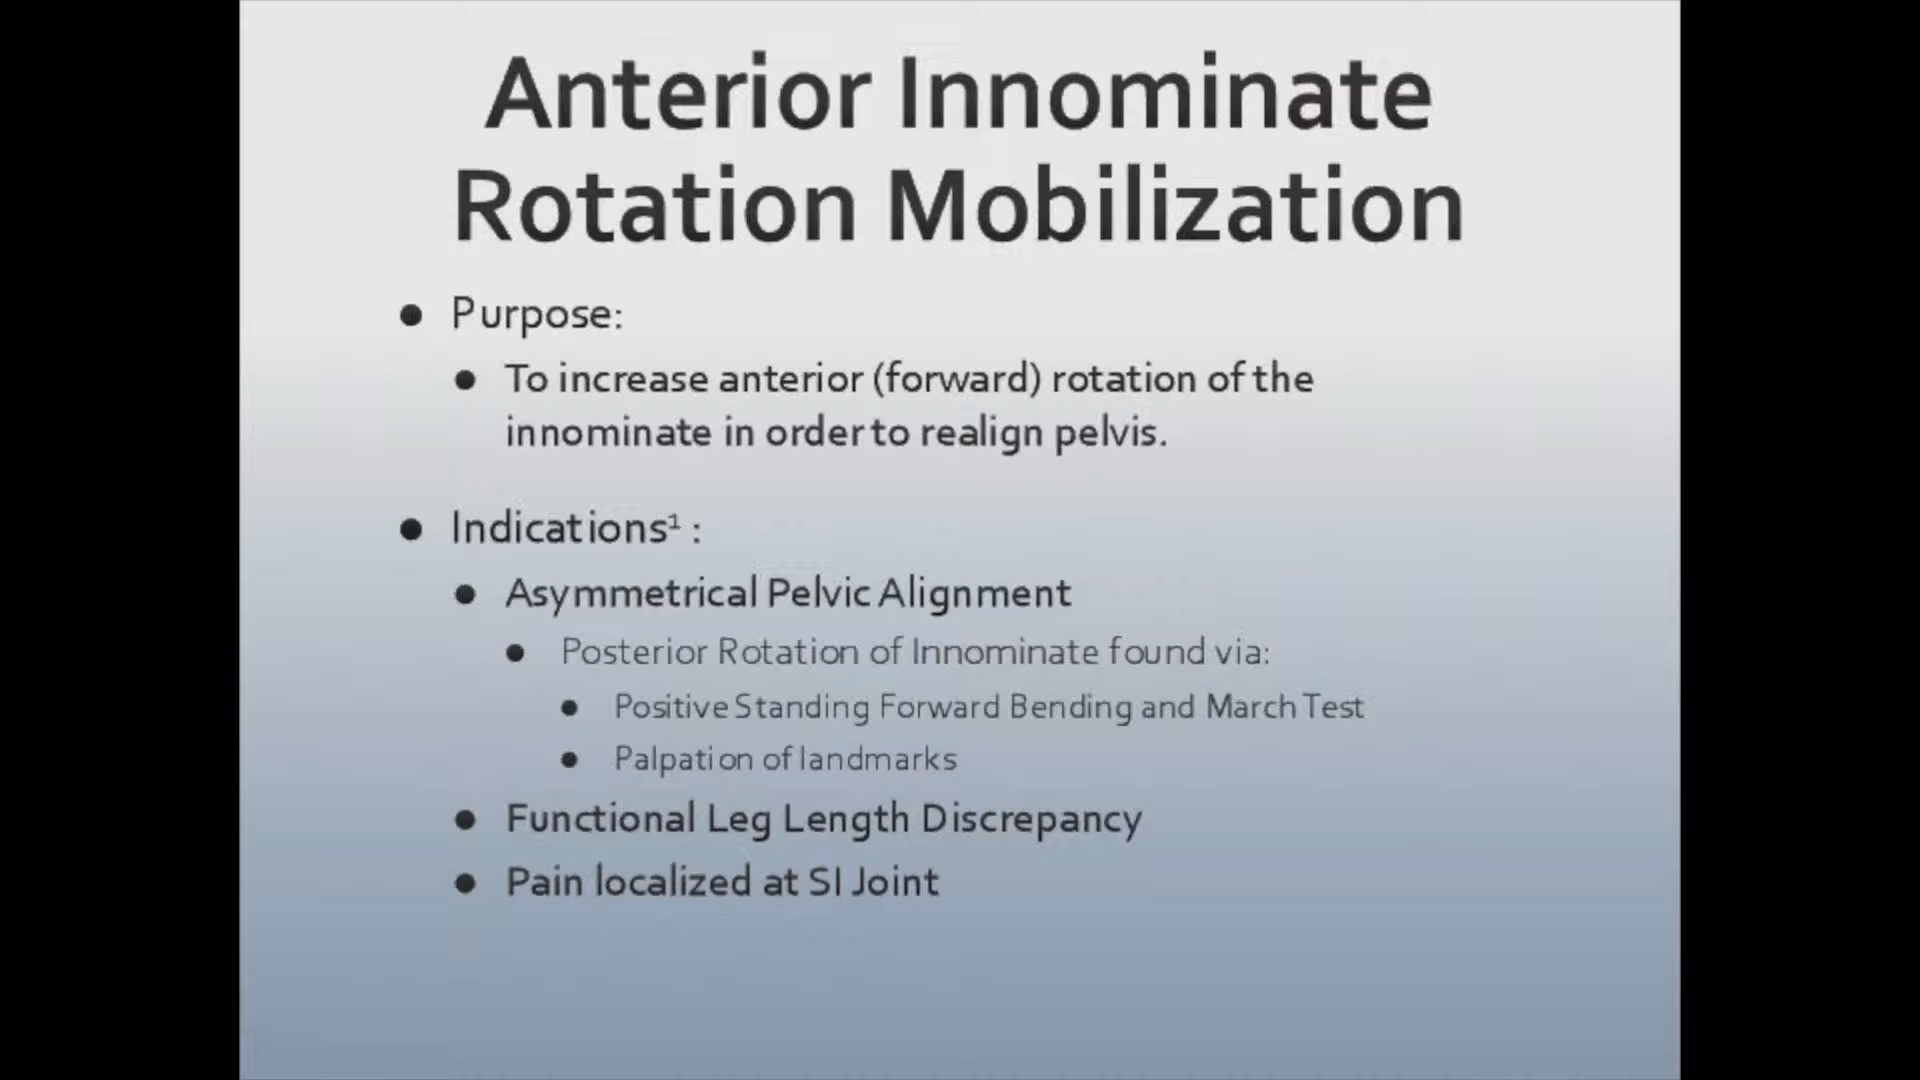 Anterior Innominate
Rotation Mobilization
● Purpose:
● To increase anterior (forward) rotation of the
innominate in order to realign pelvis.
● Indications¹ :
● Asymmetrical Pelvic Alignment
● Posterior Rotation of Innominate found via:
● Positive Standing Forward Bending and March Test
● Palpation of landmarks
● Functional Leg Length Discrepancy
● Pain localized at SI Joint